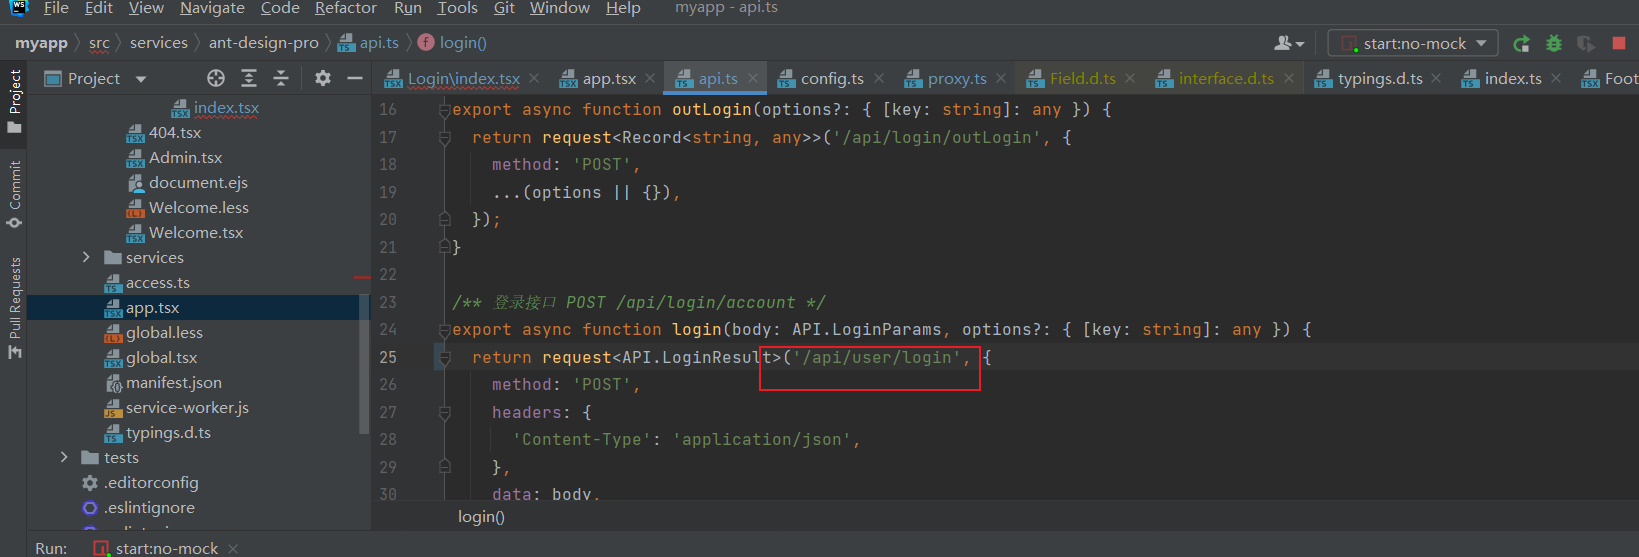 WS File Edit View Navigate Code Refactor Run Tools Git Window Help myapp - api.ts
myapp src services ant-design-pro api.ts login() start:no-mock
Project
Login\index.tsx app.tsx api.ts config.ts proxy.ts Field.d.ts interface.d.ts typings.d.ts index.ts Foot
Project
Commit
Pull Requests
index.tsx
404.tsx
Admin.tsx
document.ejs
Welcome.less
Welcome.tsx
services
access.ts
app.tsx
global.less
global.tsx
manifest.json
service-worker.js
typings.d.ts
tests
.editorconfig
.eslintignore
16 export async function outLogin(options?: { [key: string]: any }) {
17 return request<Record<string, any>>('/api/login/outLogin', {
18 method: 'POST',
19 ...(options || {}),
20 });
21 }
22
23 /** 登录接口 POST /api/login/account */
24 export async function login(body: API.LoginParams, options?: { [key: string]: any }) {
25 return request<API.LoginResult>('/api/user/login', {
26 method: 'POST',
27 headers: {
28 'Content-Type': 'application/json',
29 },
30 data: body,
login()
Run: start:no-mock